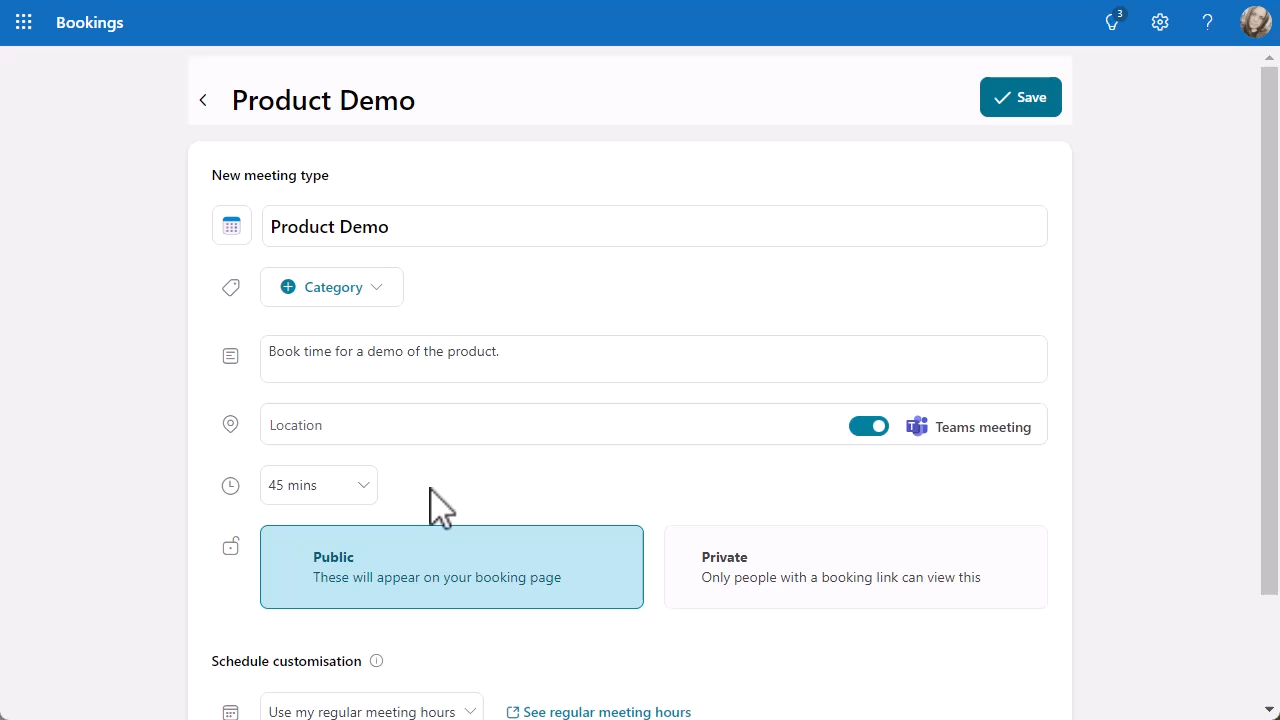 Bookings
3
Product Demo
Save
New meeting type
Product Demo
Category
Book time for a demo of the product.
Location
Teams meeting
45 mins
Public
These will appear on your booking page
Private
Only people with a booking link can view this
Schedule customisation
Use my regular meeting hours
See regular meeting hours